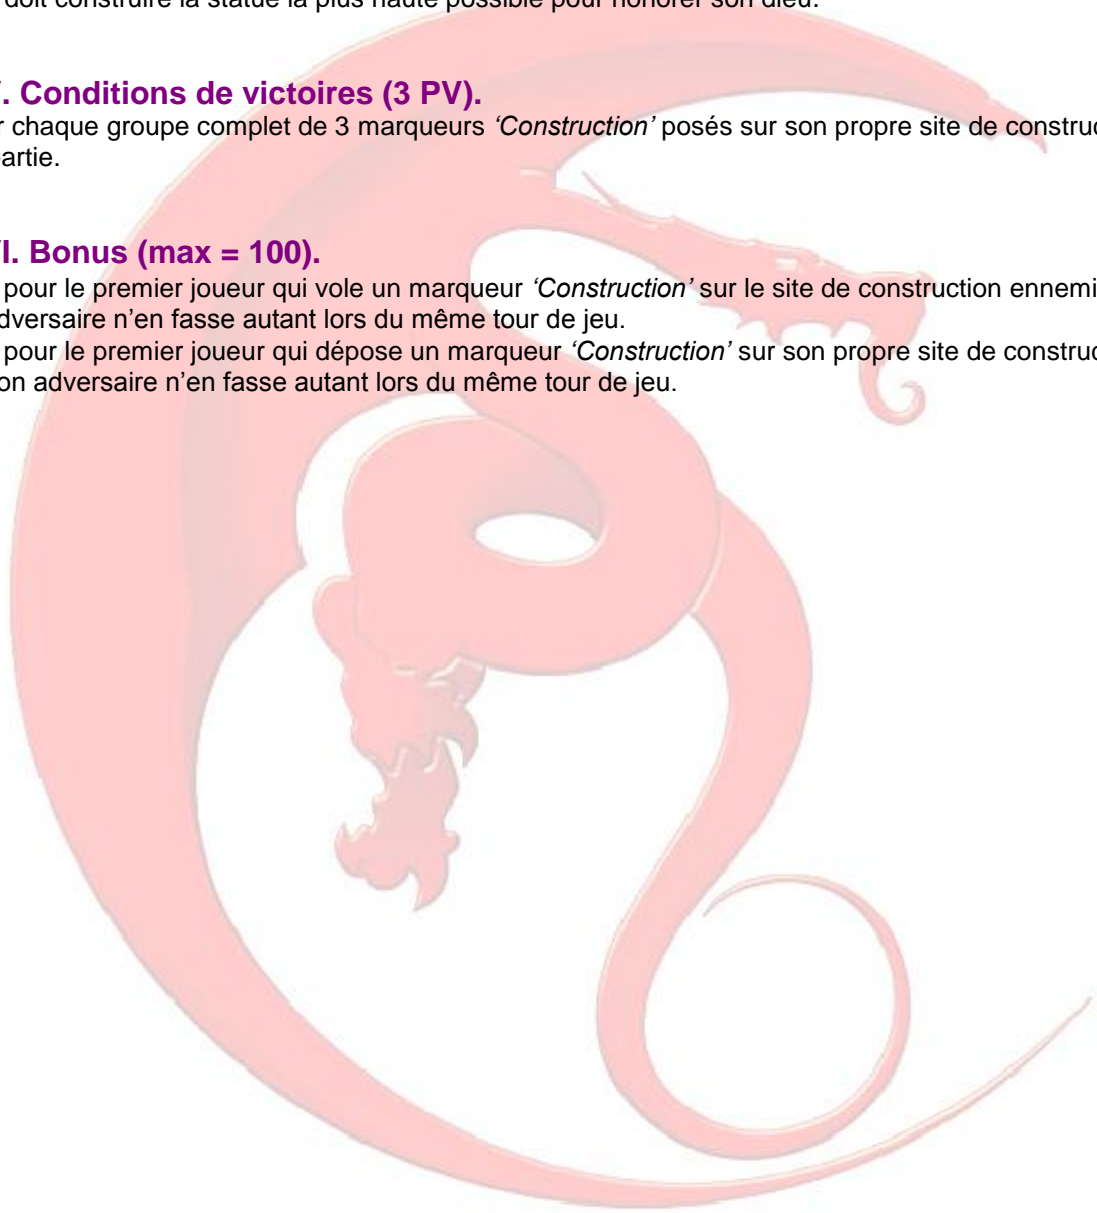 doit construire la statue la plus haute possible pour honorer son dieu.
. Conditions de victoires (3 PV).
r chaque groupe complet de 3 marqueurs ‘Construction’ posés sur son propre site de construc
artie.
I. Bonus (max = 100).
pour le premier joueur qui vole un marqueur ‘Construction’ sur le site de construction ennemi
dversaire n’en fasse autant lors du même tour de jeu.
pour le premier joueur qui dépose un marqueur ‘Construction’ sur son propre site de construc
on adversaire n’en fasse autant lors du même tour de jeu.